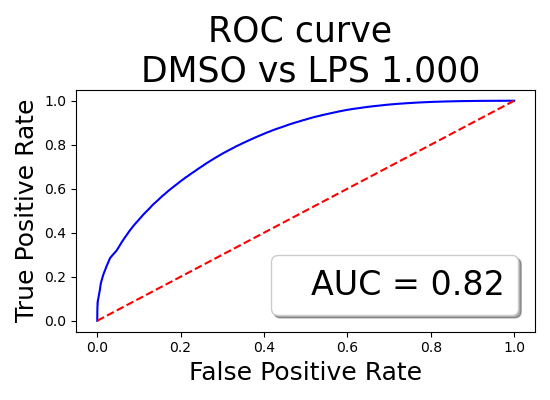 ROC curve
DMSO vs LPS 1.000
True Positive Rate
1.0
0.8
0.6
0.4
0.2
0.0
AUC = 0.82
0.0 0.2 0.4 0.6 0.8 1.0
False Positive Rate